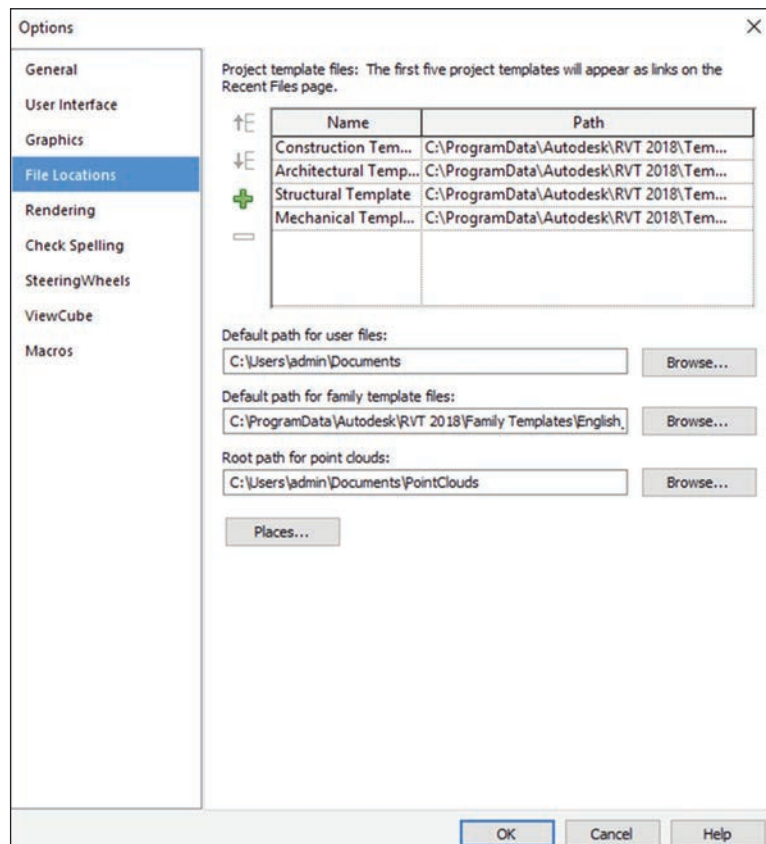 Options
General
User Interface
Graphics
File Locations
Rendering
Check Spelling
SteeringWheels
ViewCube
Macros
Project template files: The first five project templates will appear as links on the
Recent Files page.
Name Path
Construction Tem... C:\ProgramData\Autodesk\RVT 2018\Tem...
Architectural Temp... C:\ProgramData\Autodesk\RVT 2018\Tem...
Structural Template C:\ProgramData\Autodesk\RVT 2018\Tem...
Mechanical Templ... C:\ProgramData\Autodesk\RVT 2018\Tem...
Default path for user files:
C:\Users\admin\Documents Browse...
Default path for family template files:
C:\ProgramData\Autodesk\RVT 2018\Family Templates\English_ Browse...
Root path for point clouds:
C:\Users\admin\Documents\PointClouds Browse...
Places...
OK Cancel Help